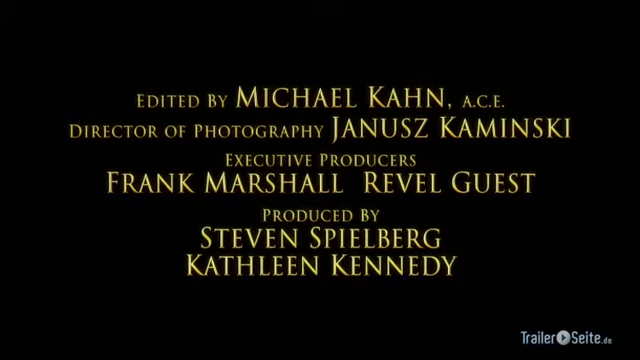 EDITED BY MICHAEL KAHN, A.C.E.
DIRECTOR OF PHOTOGRAPHY JANUSZ KAMINSKI
EXECUTIVE PRODUCERS
FRANK MARSHALL REVEL GUEST
PRODUCED BY
STEVEN SPIELBERG
KATHLEEN KENNEDY
TrailerSeite.de